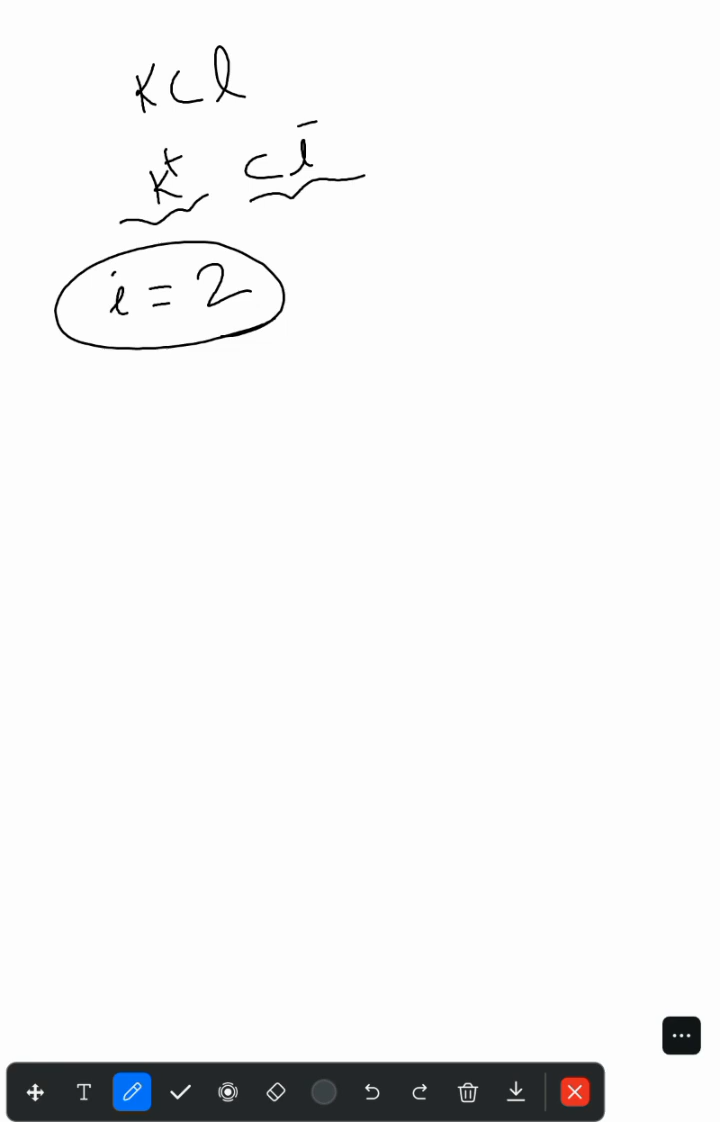 KCl
K⁺ Cl⁻
i = 2
T